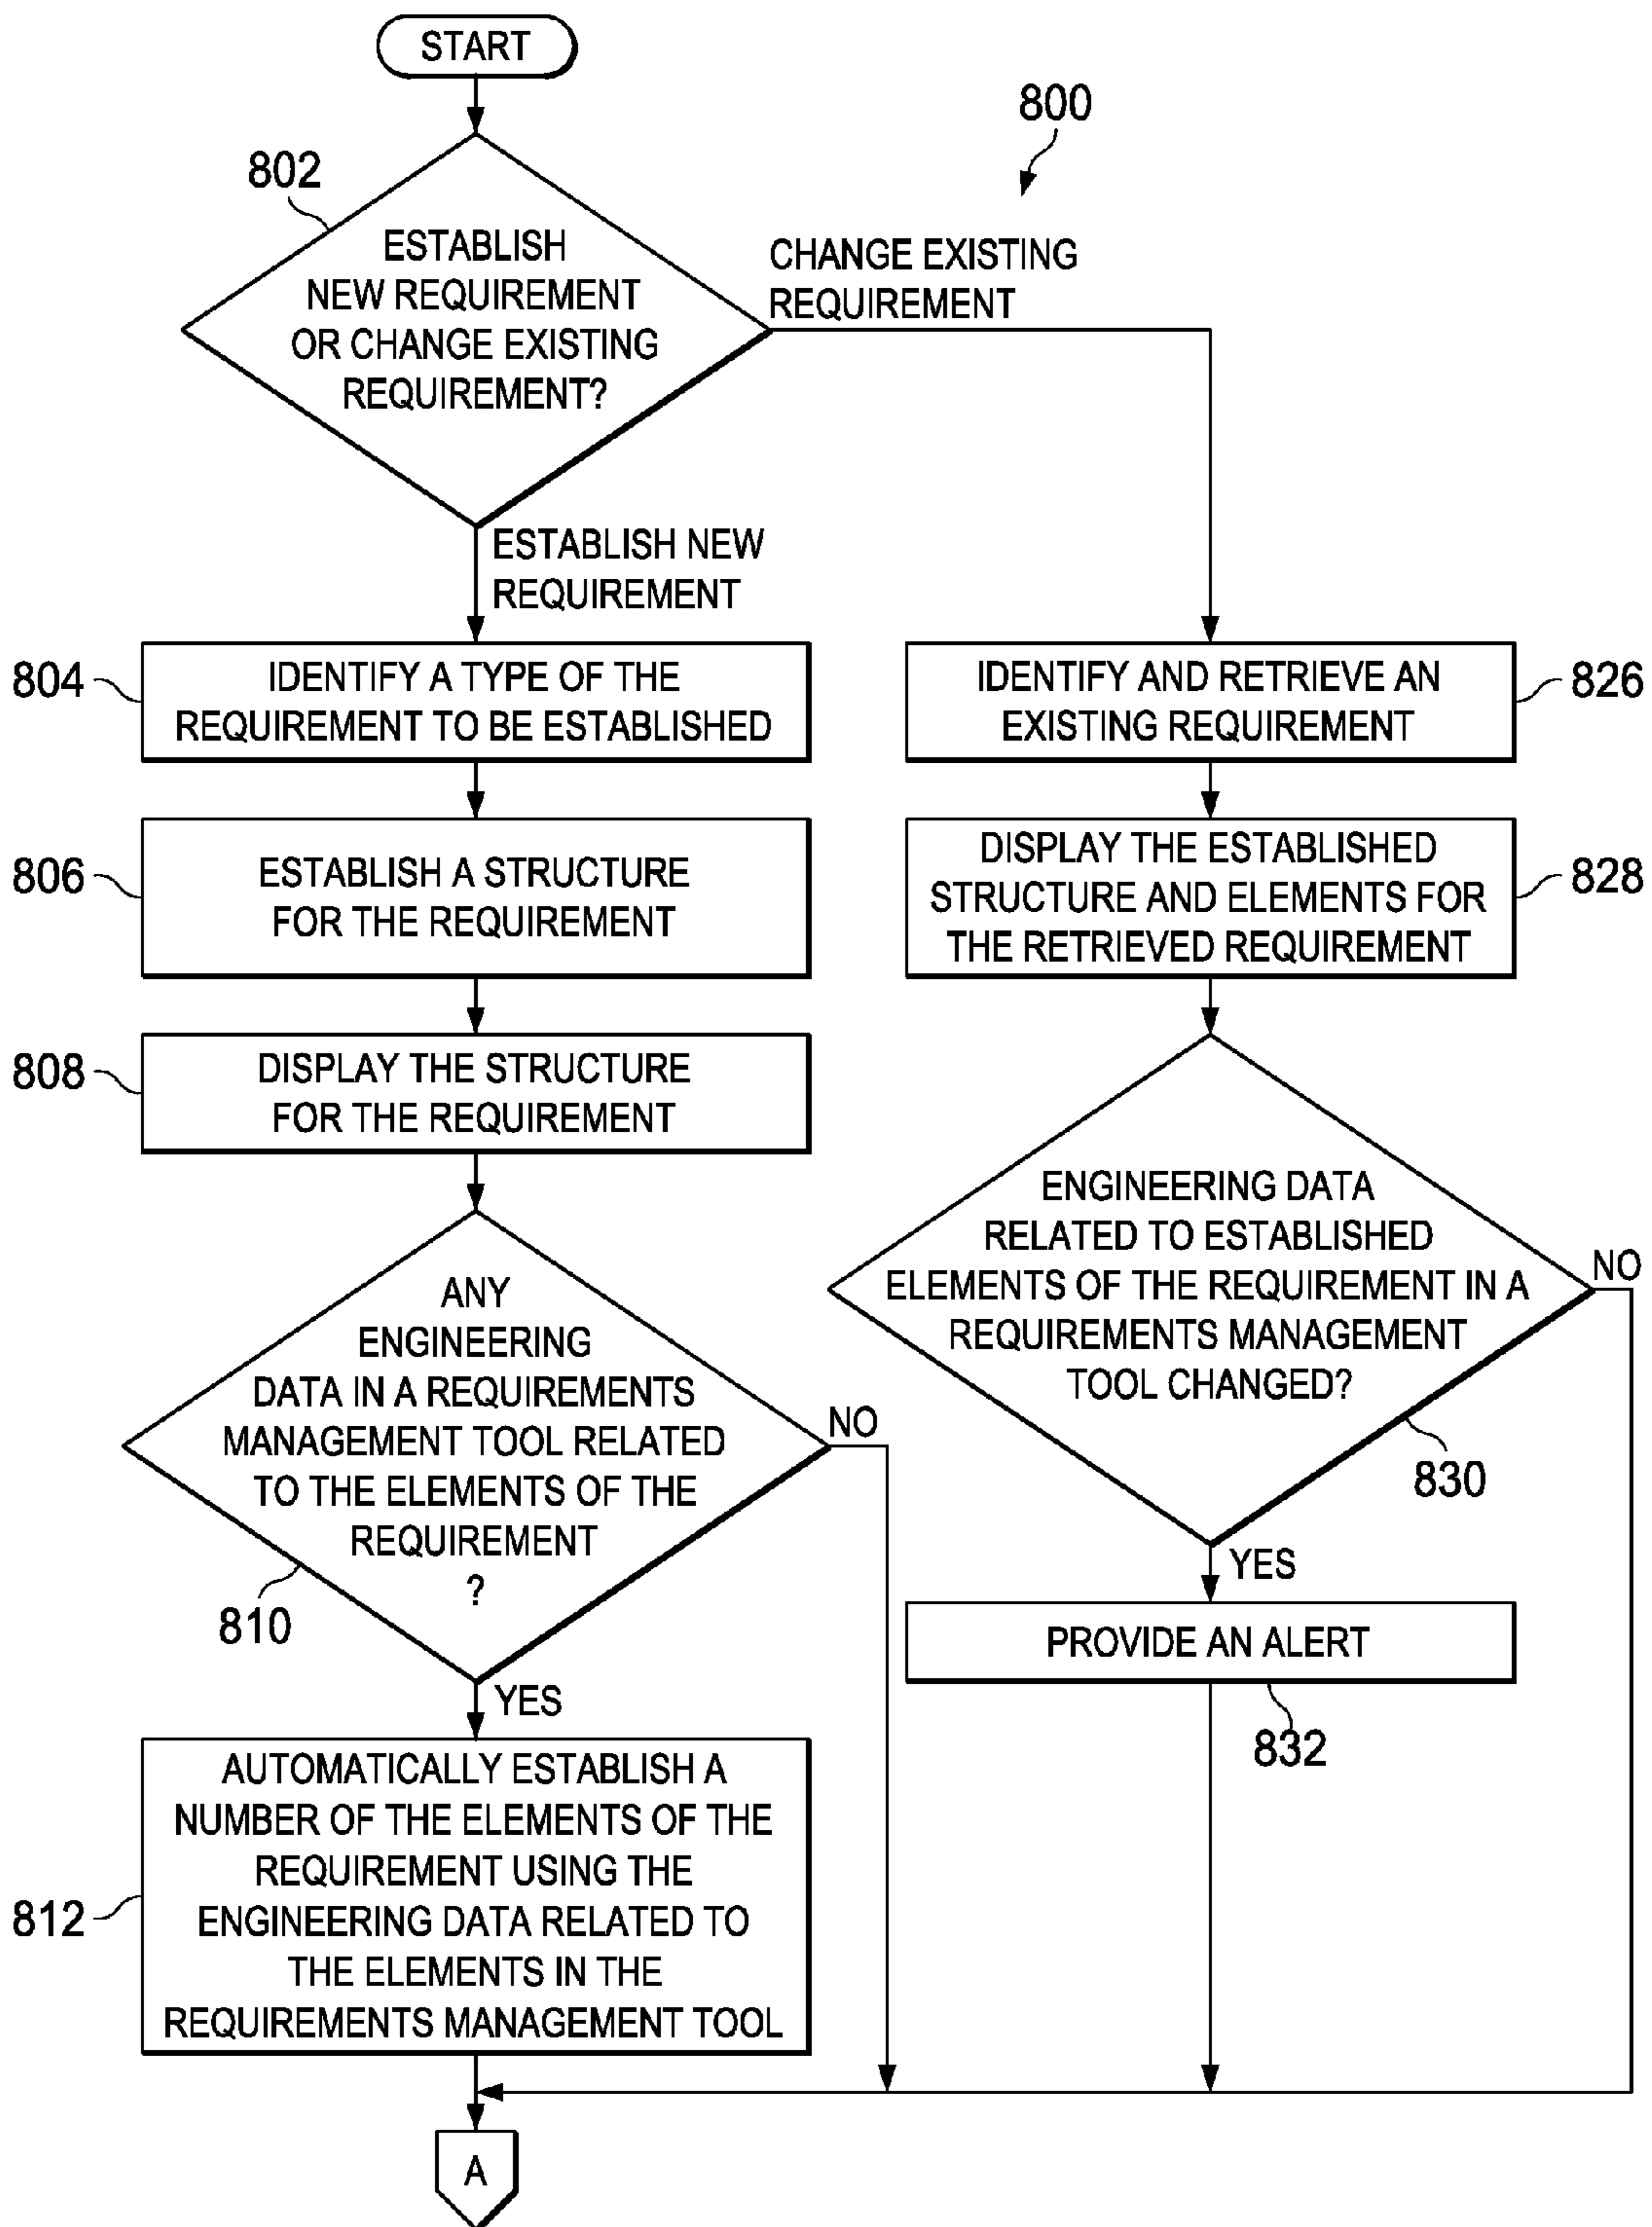 START
800
802
ESTABLISH
NEW REQUIREMENT
OR CHANGE EXISTING
REQUIREMENT?
CHANGE EXISTING
REQUIREMENT
ESTABLISH NEW
REQUIREMENT
804
IDENTIFY A TYPE OF THE
REQUIREMENT TO BE ESTABLISHED
806
ESTABLISH A STRUCTURE
FOR THE REQUIREMENT
808
DISPLAY THE STRUCTURE
FOR THE REQUIREMENT
ANY
ENGINEERING
DATA IN A REQUIREMENTS
MANAGEMENT TOOL RELATED
TO THE ELEMENTS OF THE
REQUIREMENT
?
NO
810
YES
812
AUTOMATICALLY ESTABLISH A
NUMBER OF THE ELEMENTS OF THE
REQUIREMENT USING THE
ENGINEERING DATA RELATED TO
THE ELEMENTS IN THE
REQUIREMENTS MANAGEMENT TOOL
IDENTIFY AND RETRIEVE AN
EXISTING REQUIREMENT
826
DISPLAY THE ESTABLISHED
STRUCTURE AND ELEMENTS FOR
THE RETRIEVED REQUIREMENT
828
ENGINEERING DATA
RELATED TO ESTABLISHED
ELEMENTS OF THE REQUIREMENT IN A
REQUIREMENTS MANAGEMENT
TOOL CHANGED?
NO
830
YES
PROVIDE AN ALERT
832
A